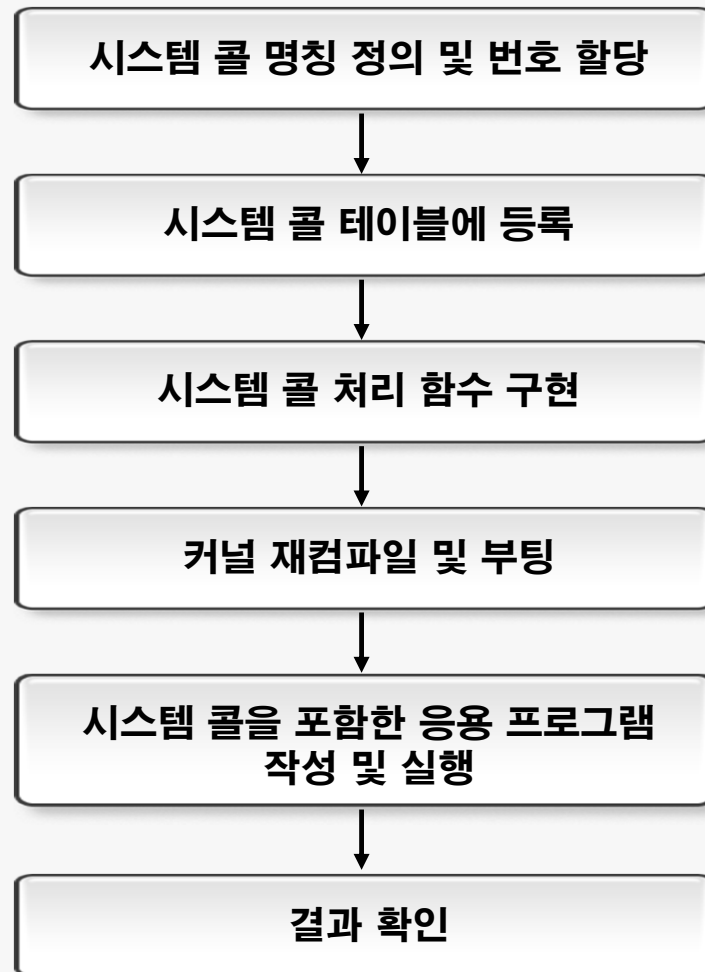 시스템 콜 명칭 정의 및 번호 할당
시스템 콜 테이블에 등록
시스템 콜 처리 함수 구현
커널 재컴파일 및 부팅
시스템 콜을 포함한 응용 프로그램
작성 및 실행
결과 확인